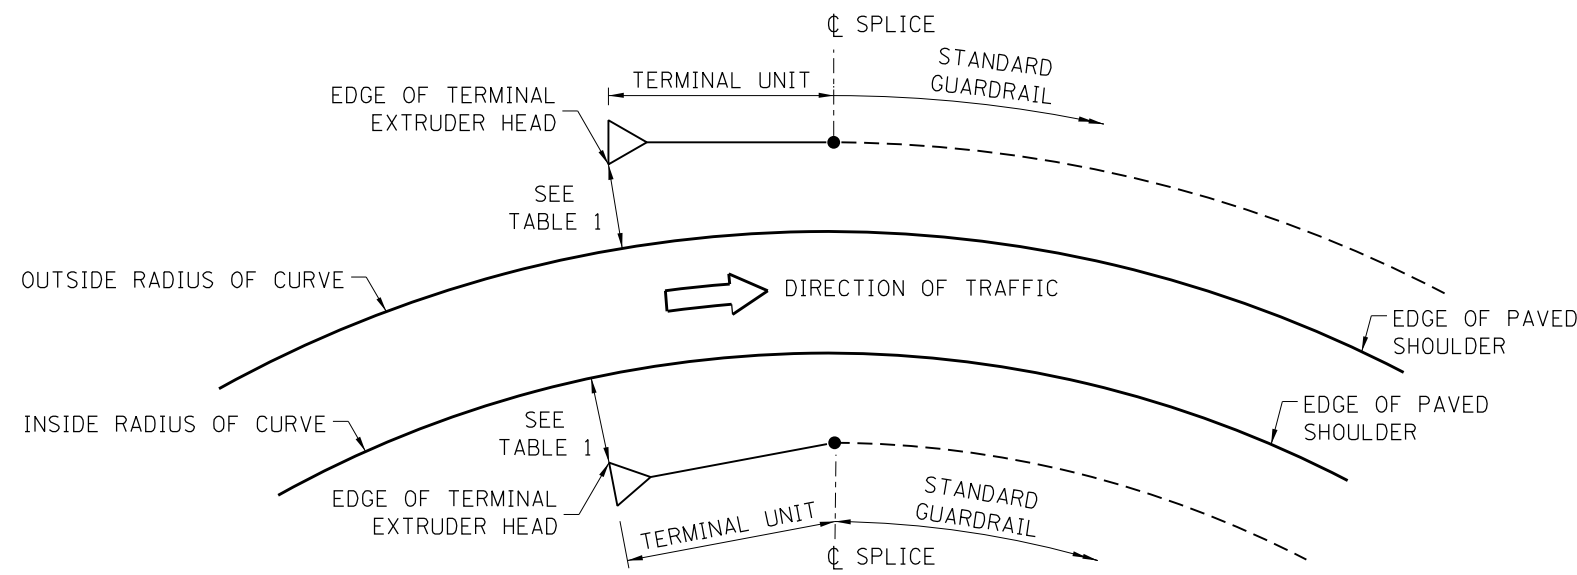 ℄ SPLICE
STANDARD
GUARDRAIL
TERMINAL UNIT
EDGE OF TERMINAL
EXTRUDER HEAD
SEE
TABLE 1
OUTSIDE RADIUS OF CURVE
DIRECTION OF TRAFFIC
EDGE OF PAVED
SHOULDER
INSIDE RADIUS OF CURVE
SEE
TABLE 1
EDGE OF PAVED
SHOULDER
EDGE OF TERMINAL
EXTRUDER HEAD
TERMINAL UNIT
STANDARD
GUARDRAIL
℄ SPLICE